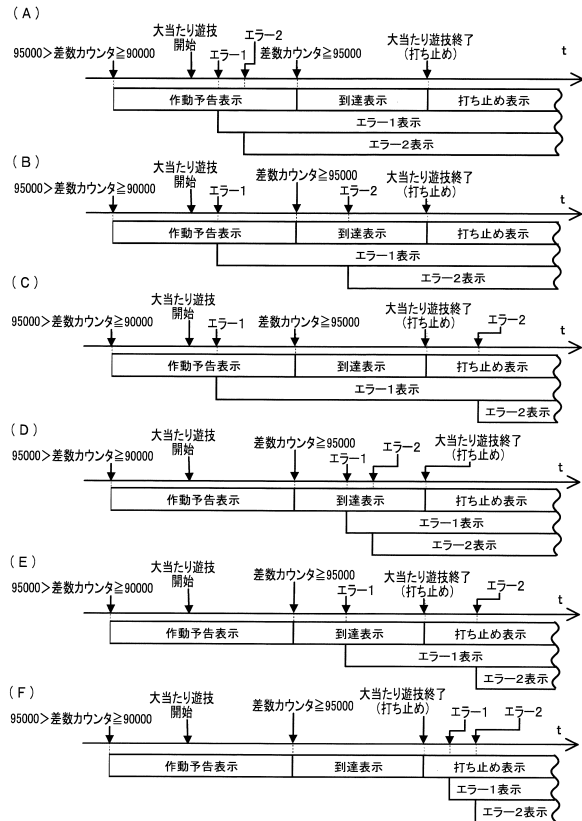 (A)
大当たり遊技
開始
エラー2
95000>差数カウンタ≧90000
エラー1
差数カウンタ≧95000
大当たり遊技終了
(打ち止め)
t
作動予告表示
到達表示
打ち止め表示
エラー1表示
エラー2表示
(B)
95000>差数カウンタ≧90000
大当たり遊技
開始
エラー1
差数カウンタ≧95000
エラー2
大当たり遊技終了
(打ち止め)
t
作動予告表示
到達表示
打ち止め表示
エラー1表示
エラー2表示
(C)
95000>差数カウンタ≧90000
大当たり遊技
開始
エラー1
差数カウンタ≧95000
大当たり遊技終了
(打ち止め)
エラー2
t
作動予告表示
到達表示
打ち止め表示
エラー1表示
エラー2表示
(D)
95000>差数カウンタ≧90000
大当たり遊技
開始
差数カウンタ≧95000
エラー1
エラー2
大当たり遊技終了
(打ち止め)
t
作動予告表示
到達表示
打ち止め表示
エラー1表示
エラー2表示
(E)
95000>差数カウンタ≧90000
大当たり遊技
開始
差数カウンタ≧95000
エラー1
大当たり遊技終了
(打ち止め)
エラー2
t
作動予告表示
到達表示
打ち止め表示
エラー1表示
エラー2表示
(F)
95000>差数カウンタ≧90000
大当たり遊技
開始
差数カウンタ≧95000
大当たり遊技終了
(打ち止め)
エラー1
エラー2
t
作動予告表示
到達表示
打ち止め表示
エラー1表示
エラー2表示